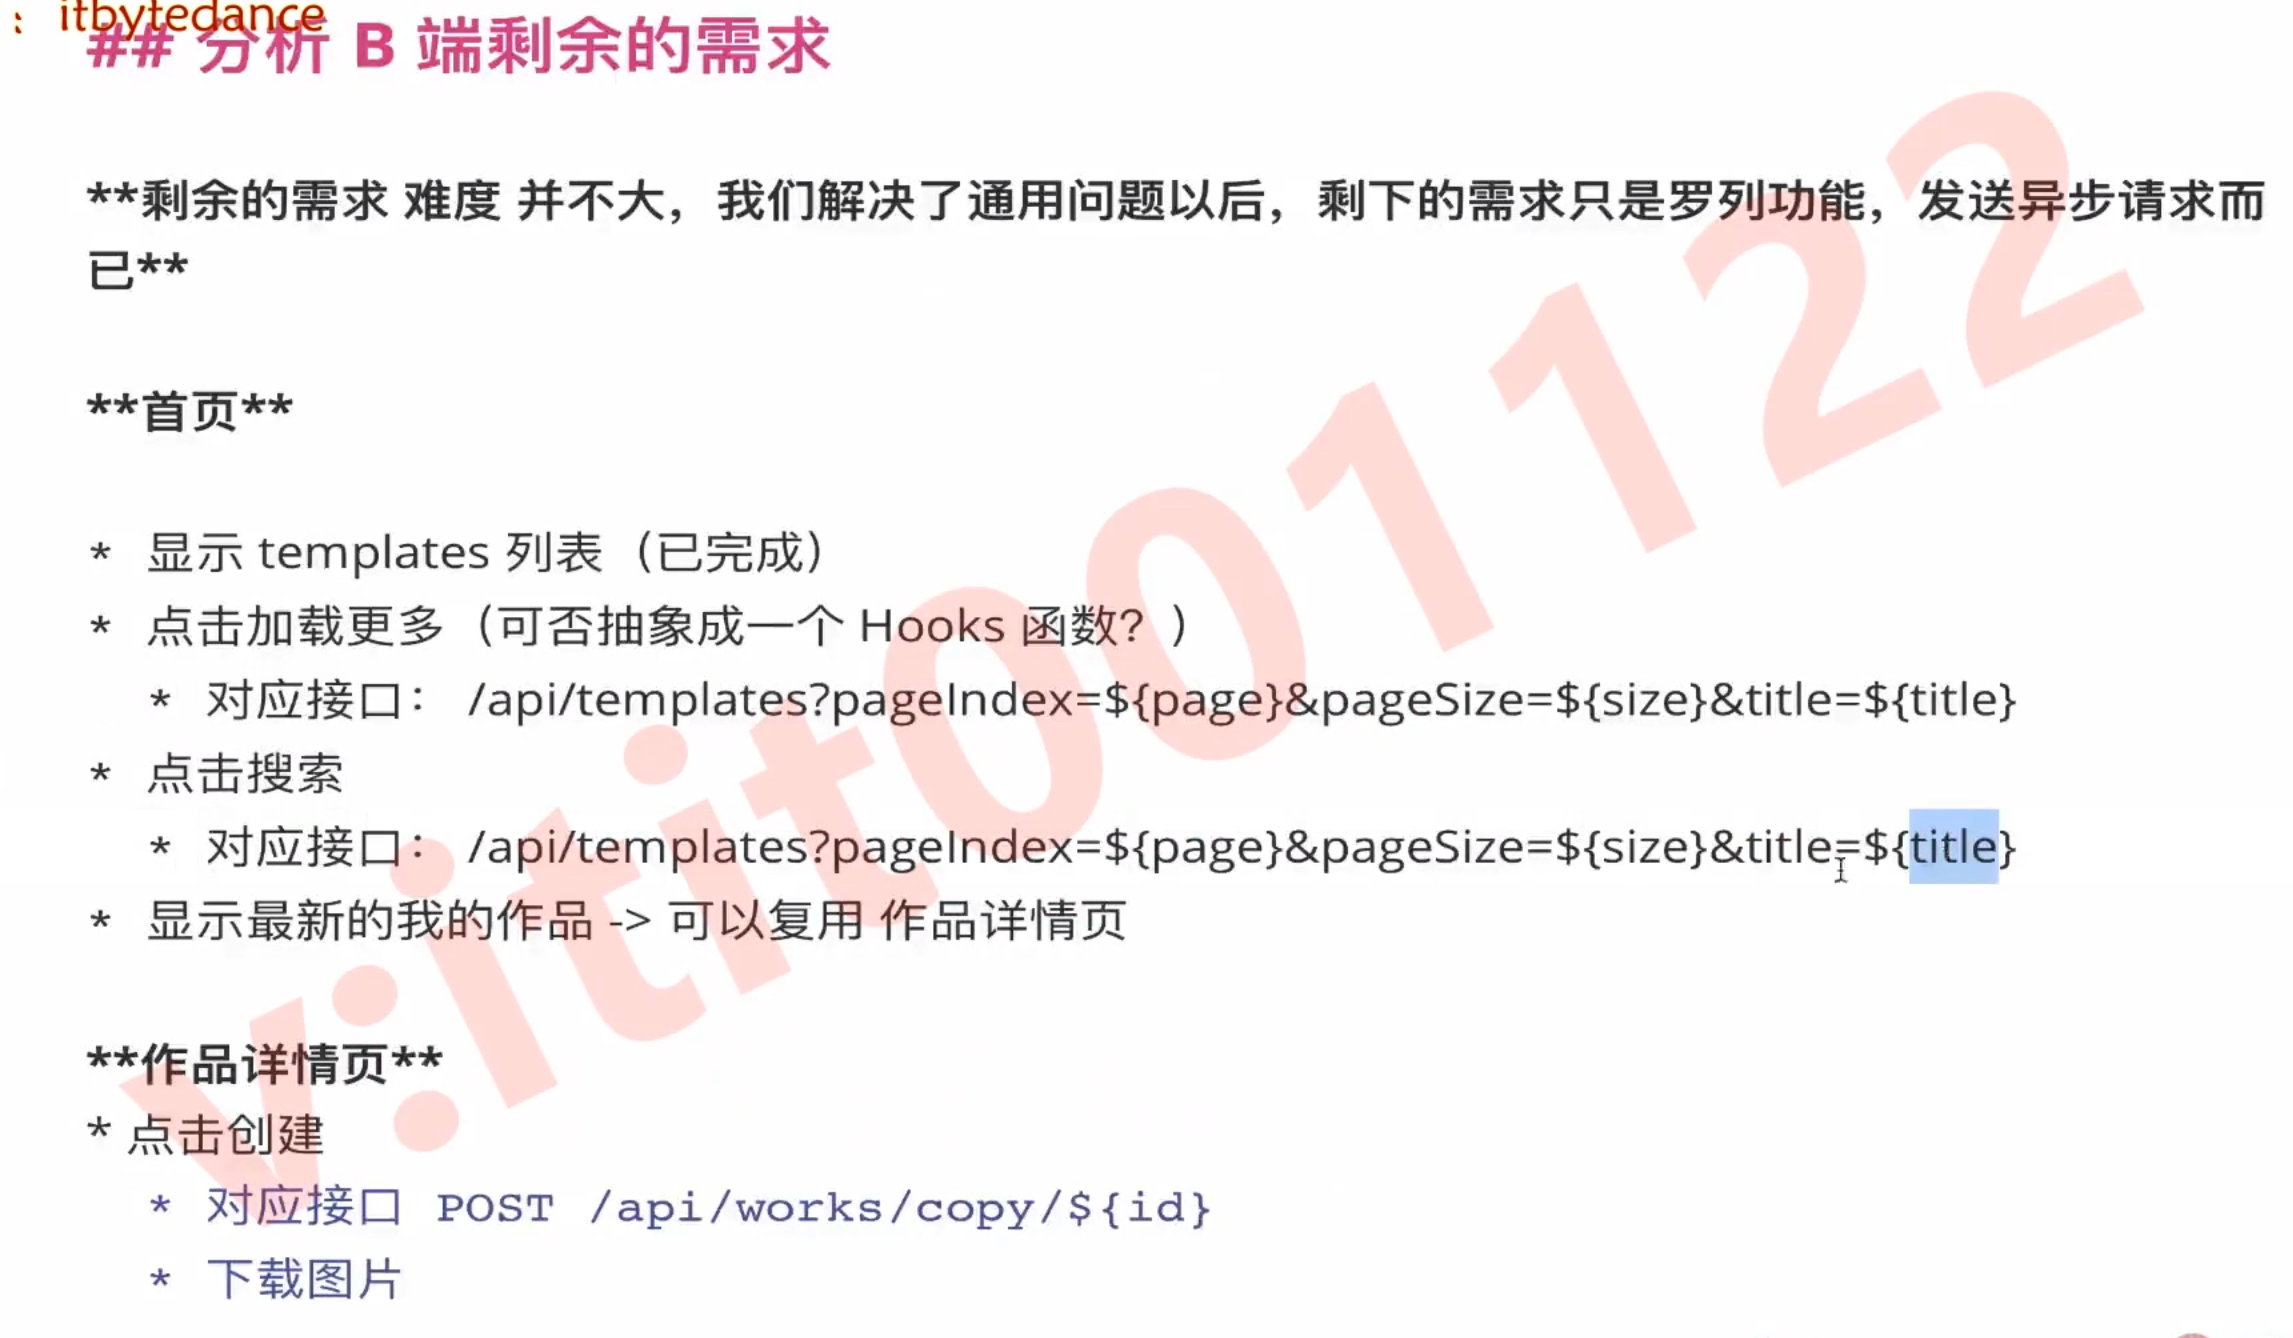 : itbytedance
## 分析 B 端剩余的需求
**剩余的需求 难度 并不大，我们解决了通用问题以后，剩下的需求只是罗列功能，发送异步请求而
已**
**首页**
* 显示 templates 列表（已完成）
* 点击加载更多（可否抽象成一个 Hooks 函数？）
* 对应接口： /api/templates?pageIndex=${page}&pageSize=${size}&title=${title}
* 点击搜索
* 对应接口： /api/templates?pageIndex=${page}&pageSize=${size}&title=${title}
* 显示最新的我的作品 -> 可以复用 作品详情页
**作品详情页**
* 点击创建
* 对应接口 POST /api/works/copy/${id}
* 下载图片
v:itit001122